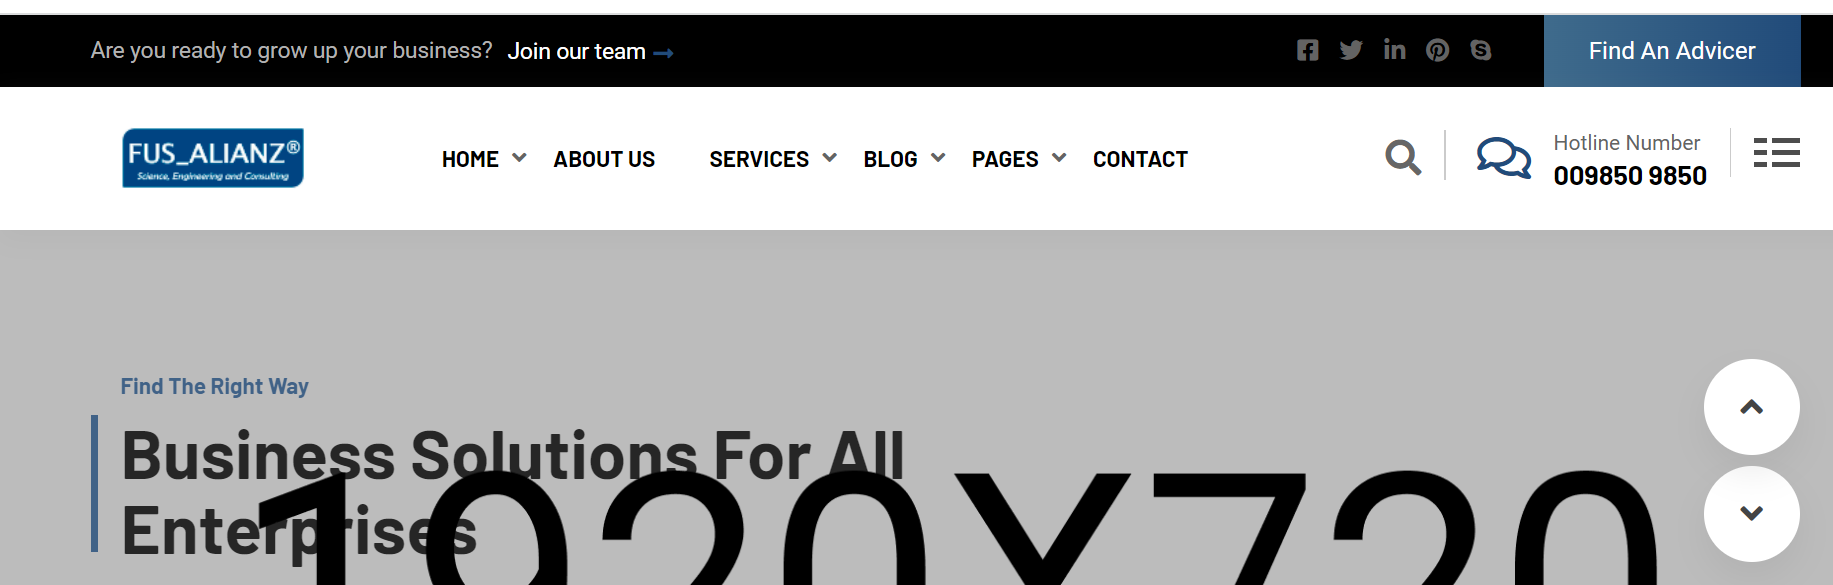 Are you ready to grow up your business? Join our team → Find An Advicer
FUS_ALIANZ®
Science, Engineering and Consulting
HOME ABOUT US SERVICES BLOG PAGES CONTACT
Hotline Number
009850 9850
Find The Right Way
Business Solutions For All
Enterprises
1920X720